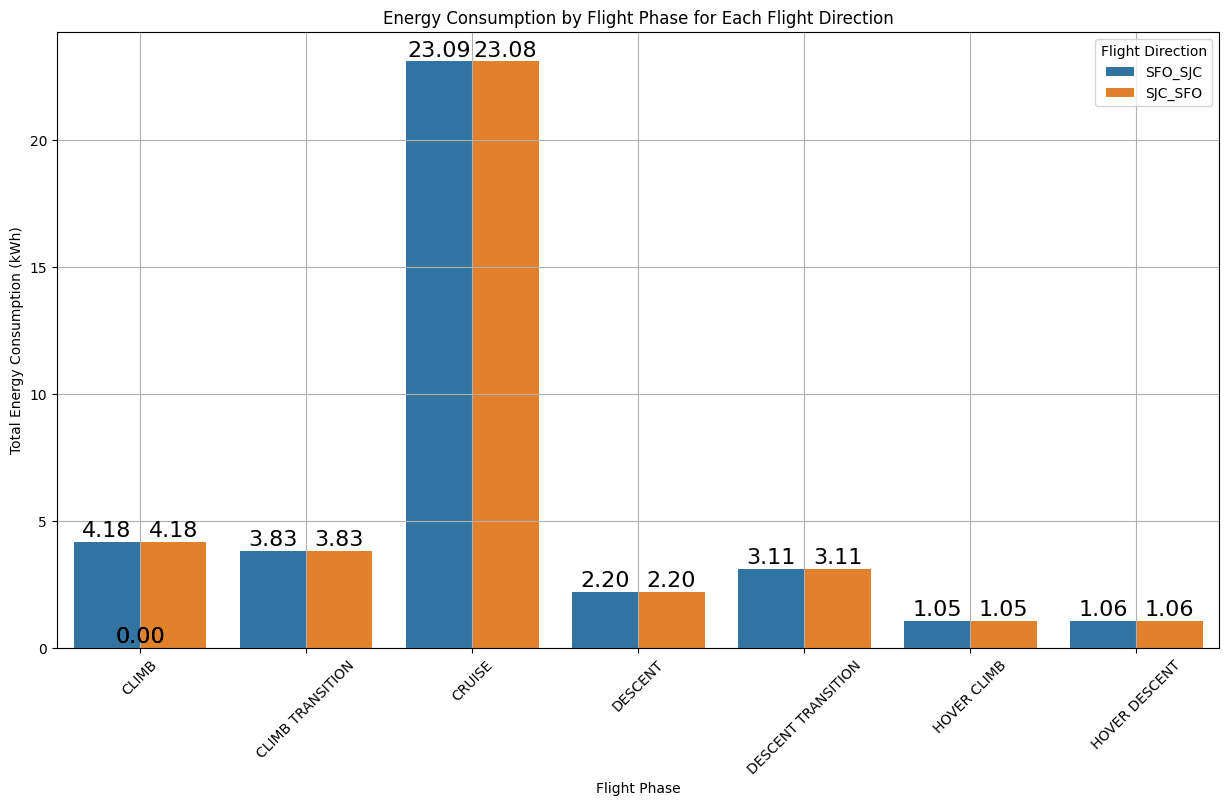 Energy Consumption by Flight Phase for Each Flight Direction
Flight Direction
SFO_SJC
SJC_SFO
Total Energy Consumption (kWh)
20
15
10
5
0
23.09 23.08
4.18 4.18
3.83 3.83
2.20 2.20
3.11 3.11
1.05 1.05
1.06 1.06
0.00
CLIMB
CLIMB TRANSITION
CRUISE
DESCENT
DESCENT TRANSITION
HOVER CLIMB
HOVER DESCENT
Flight Phase